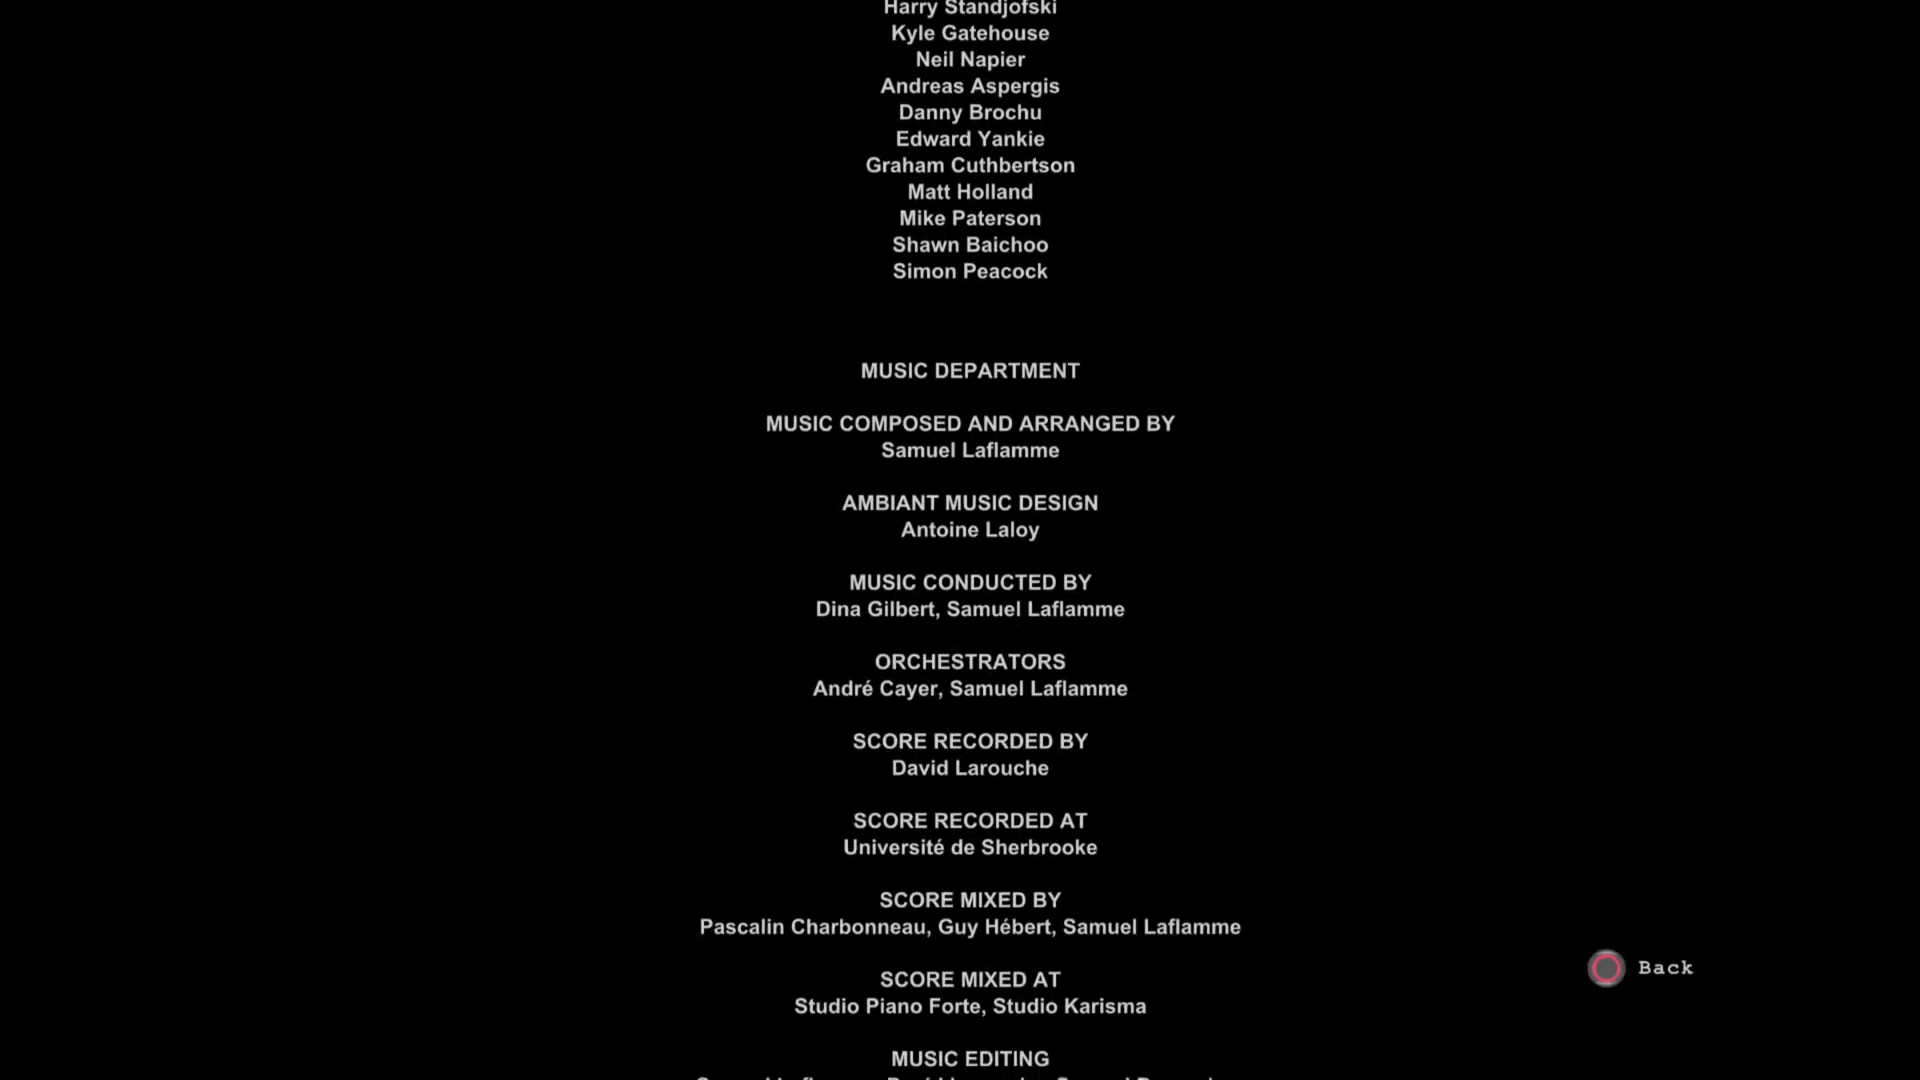 Harry Standjofski
Kyle Gatehouse
Neil Napier
Andreas Aspergis
Danny Brochu
Edward Yankie
Graham Cuthbertson
Matt Holland
Mike Paterson
Shawn Baichoo
Simon Peacock
MUSIC DEPARTMENT
MUSIC COMPOSED AND ARRANGED BY
Samuel Laflamme
AMBIANT MUSIC DESIGN
Antoine Laloy
MUSIC CONDUCTED BY
Dina Gilbert, Samuel Laflamme
ORCHESTRATORS
André Cayer, Samuel Laflamme
SCORE RECORDED BY
David Larouche
SCORE RECORDED AT
Université de Sherbrooke
SCORE MIXED BY
Pascalin Charbonneau, Guy Hébert, Samuel Laflamme
Back
SCORE MIXED AT
Studio Piano Forte, Studio Karisma
MUSIC EDITING